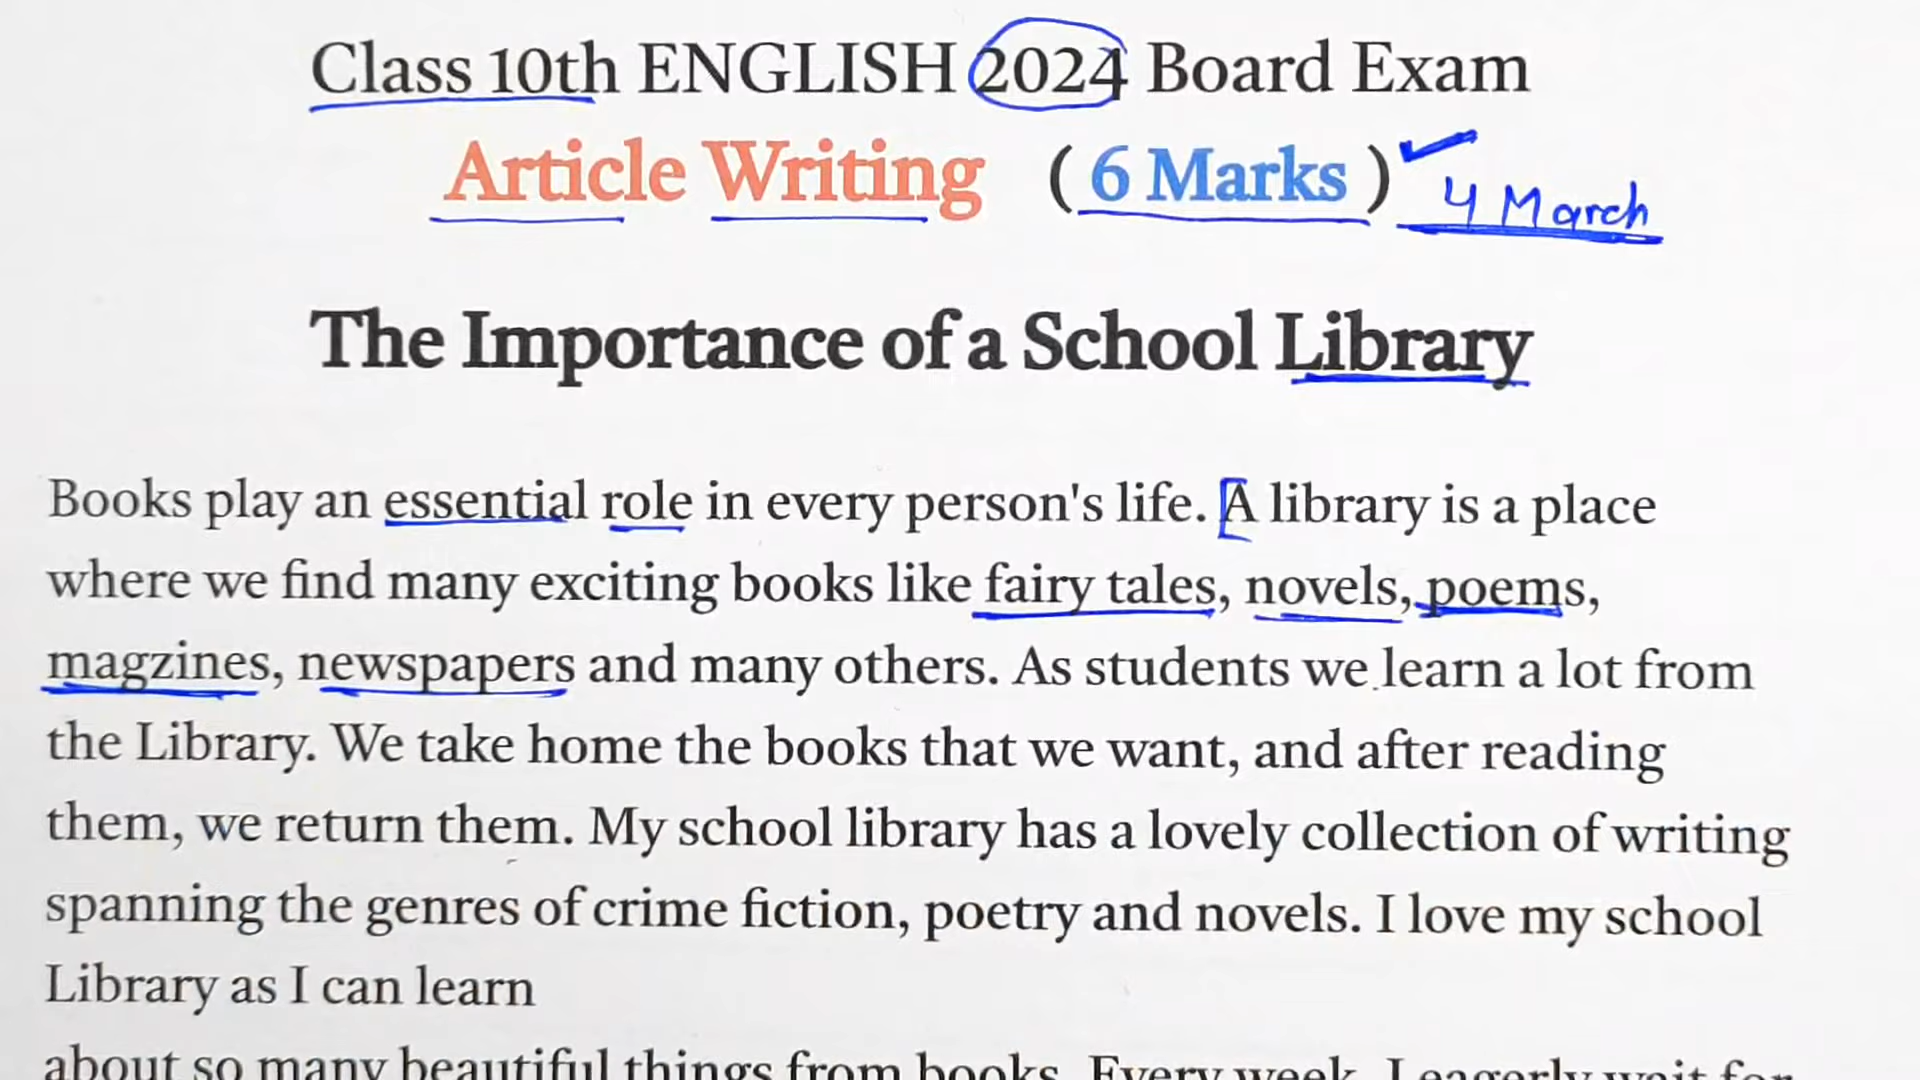 Class 10th ENGLISH 2024 Board Exam
Article Writing ( 6 Marks )
4 March
The Importance of a School Library
Books play an essential role in every person's life. A library is a place
where we find many exciting books like fairy tales, novels, poems,
magzines, newspapers and many others. As students we learn a lot from
the Library. We take home the books that we want, and after reading
them, we return them. My school library has a lovely collection of writing
spanning the genres of crime fiction, poetry and novels. I love my school
Library as I can learn
about so many beautiful things from books. Every week, I eagerly wait for